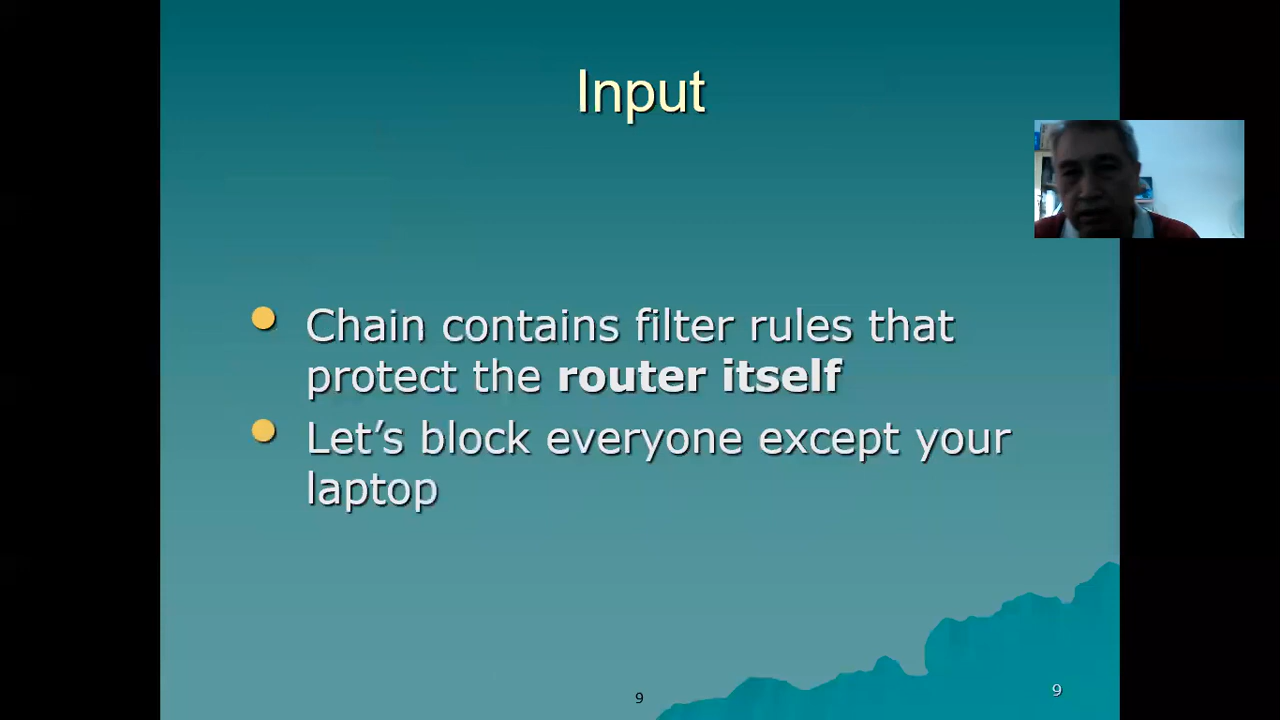 Input
Chain contains filter rules that
protect the router itself
Let’s block everyone except your
laptop
9
9